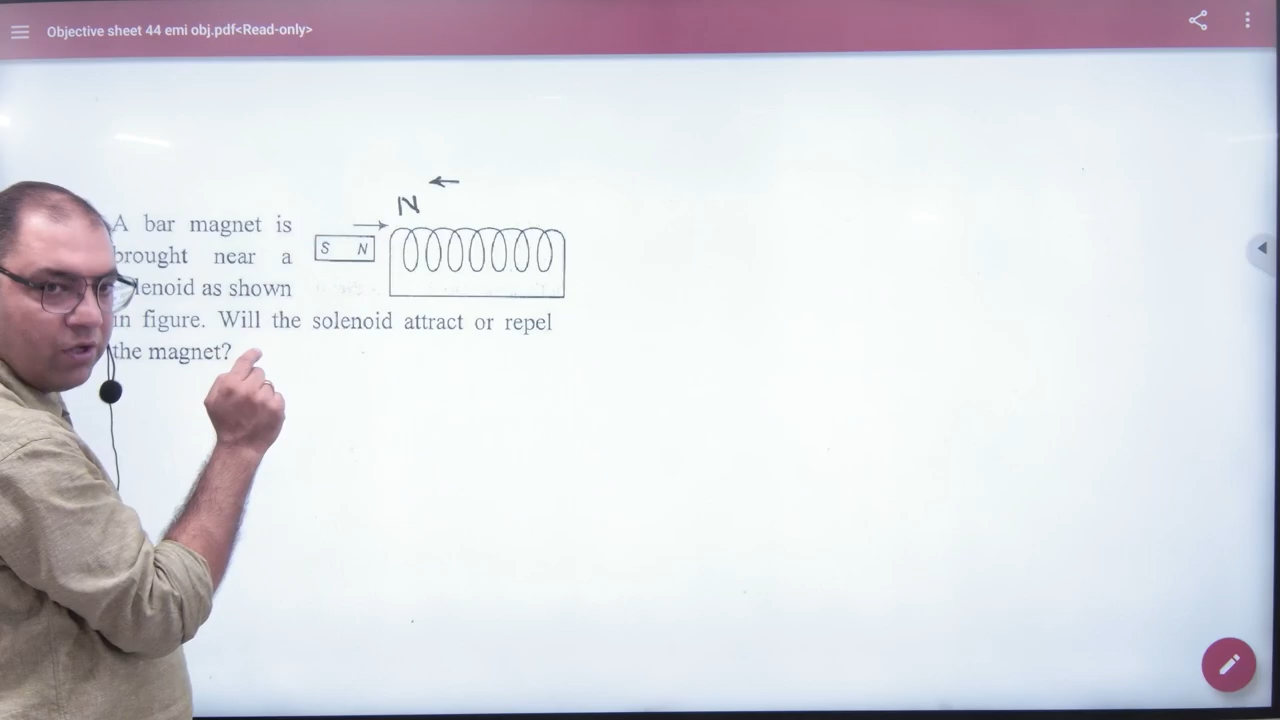 Objective sheet 44 emi obj.pdf<Read-only>
N
A bar magnet is
brought near a
lenoid as shown
in figure. Will the solenoid attract or repel
the magnet?
S N